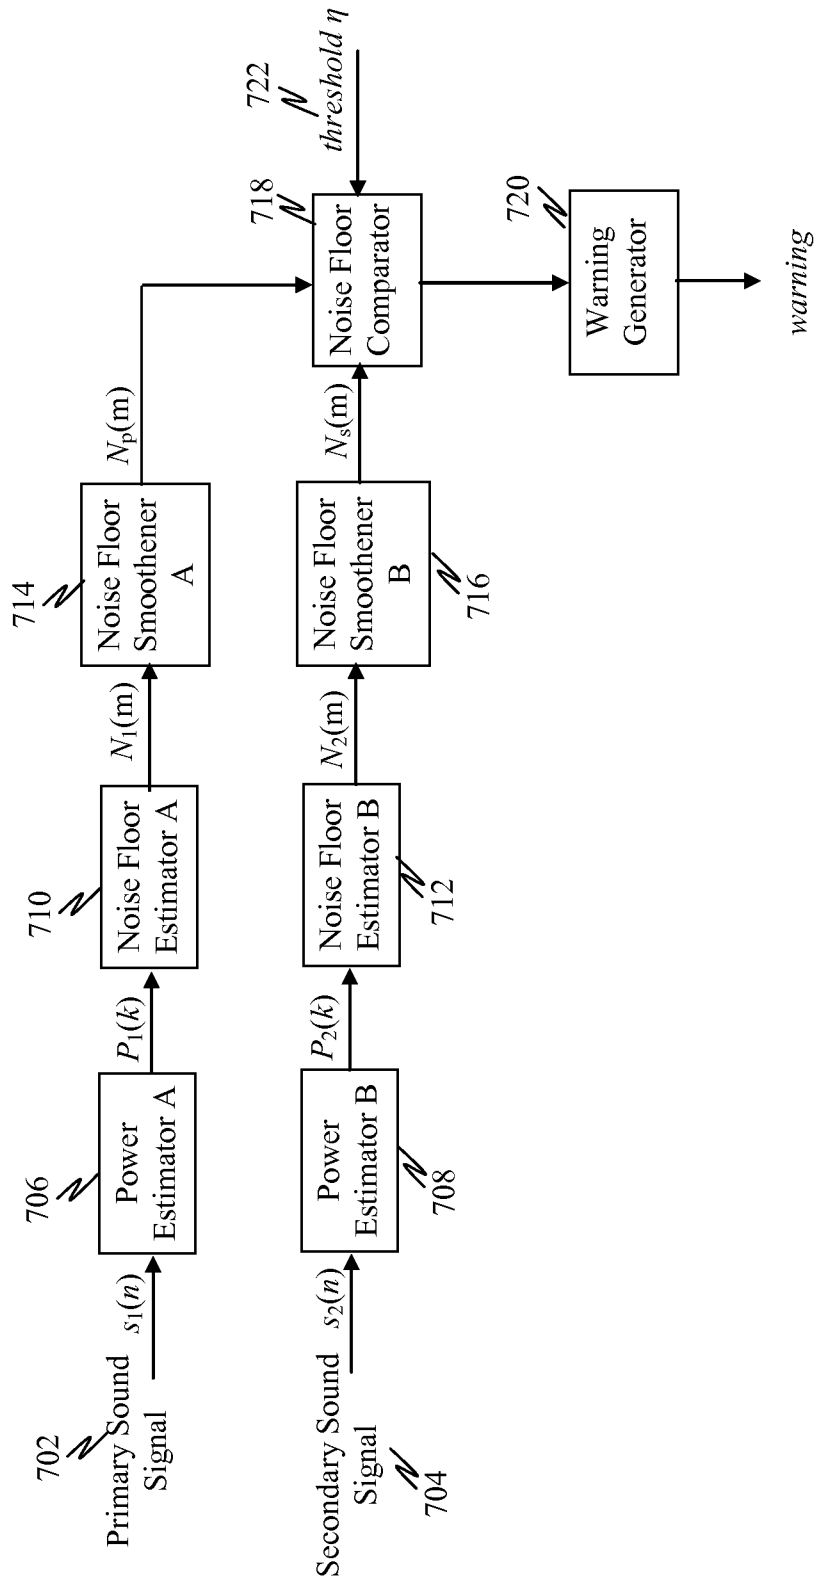 702
Primary Sound
Signal
s1(n)
706
Power
Estimator A
P1(k)
710
Noise Floor
Estimator A
N1(m)
714
Noise Floor
Smoothener
A
Np(m)
704
Secondary Sound
Signal
s2(n)
708
Power
Estimator B
P2(k)
712
Noise Floor
Estimator B
N2(m)
716
Noise Floor
Smoothener
B
Ns(m)
718
Noise Floor
Comparator
722
threshold η
720
Warning
Generator
warning